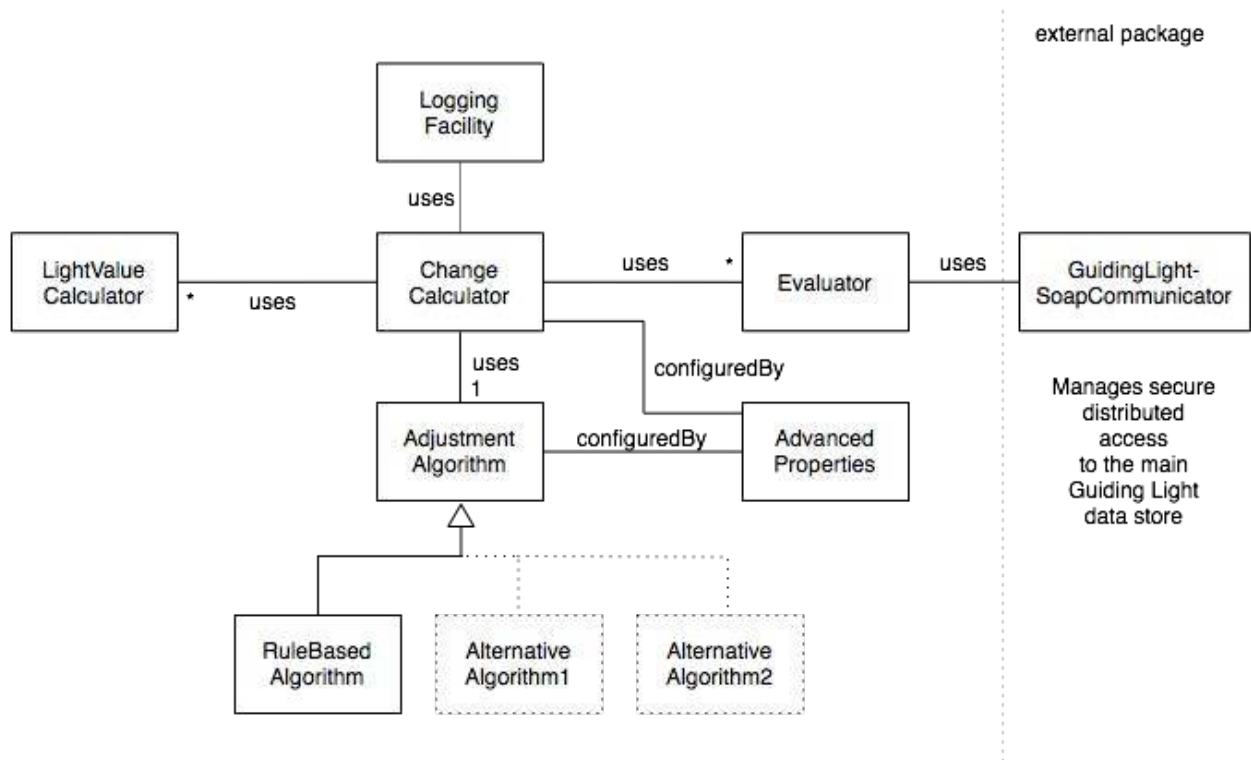 external package
Logging
Facility
uses
LightValue
Calculator
*
uses
Change
Calculator
uses
*
Evaluator
uses
GuidingLight-
SoapCommunicator
uses
1
configuredBy
Adjustment
Algorithm
configuredBy
Advanced
Properties
Manages secure
distributed
access
to the main
Guiding Light
data store
RuleBased
Algorithm
Alternative
Algorithm1
Alternative
Algorithm2